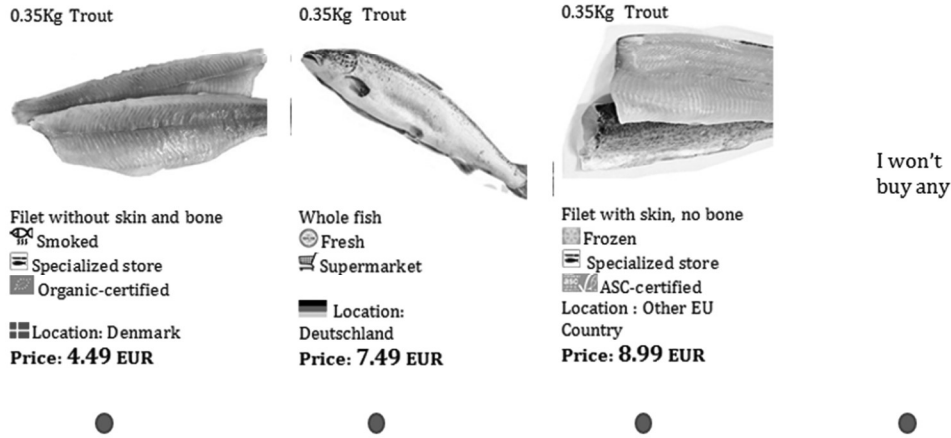 0.35Kg Trout
Filet without skin and bone
Smoked
Specialized store
Organic-certified
Location: Denmark
Price: 4.49 EUR
0.35Kg Trout
Whole fish
Fresh
Supermarket
Location:
Deutschland
Price: 7.49 EUR
0.35Kg Trout
Filet with skin, no bone
Frozen
Specialized store
asc
ASC-certified
Location : Other EU
Country
Price: 8.99 EUR
I won't
buy any